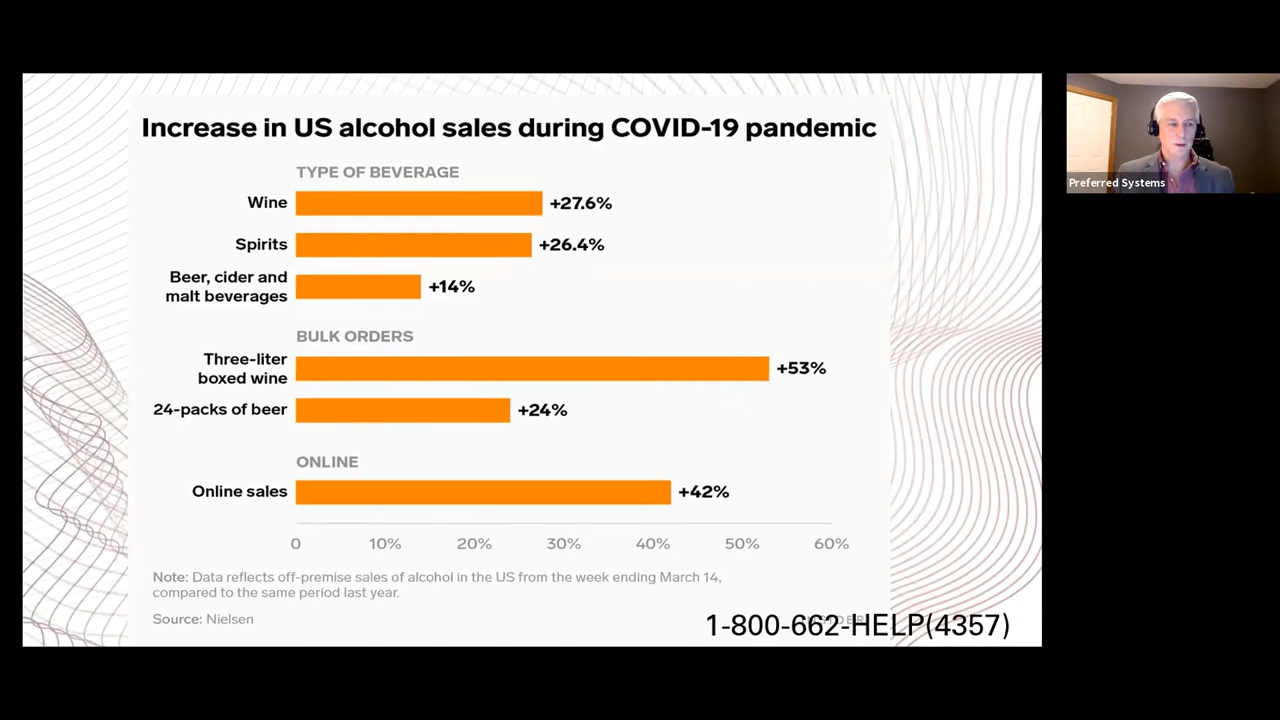 Increase in US alcohol sales during COVID-19 pandemic
TYPE OF BEVERAGE
Wine +27.6%
Spirits +26.4%
Beer, cider and
malt beverages +14%
BULK ORDERS
Three-liter
boxed wine +53%
24-packs of beer +24%
ONLINE
Online sales +42%
0 10% 20% 30% 40% 50% 60%
Note: Data reflects off-premise sales of alcohol in the US from the week ending March 14,
compared to the same period last year.
Source: Nielsen
1-800-662-HELP(4357)
Preferred Systems